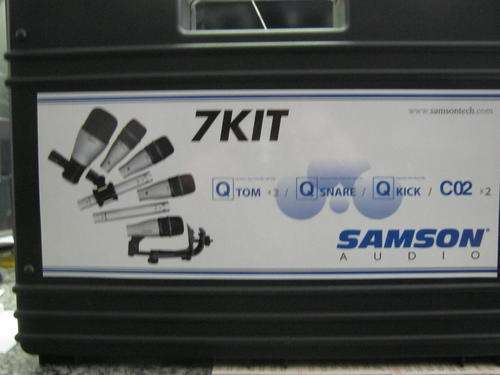 www.samsontech.com
7KIT
Q TOM x3 / Q SNARE / Q KICK / C02 x2
SAMSON
AUDIO